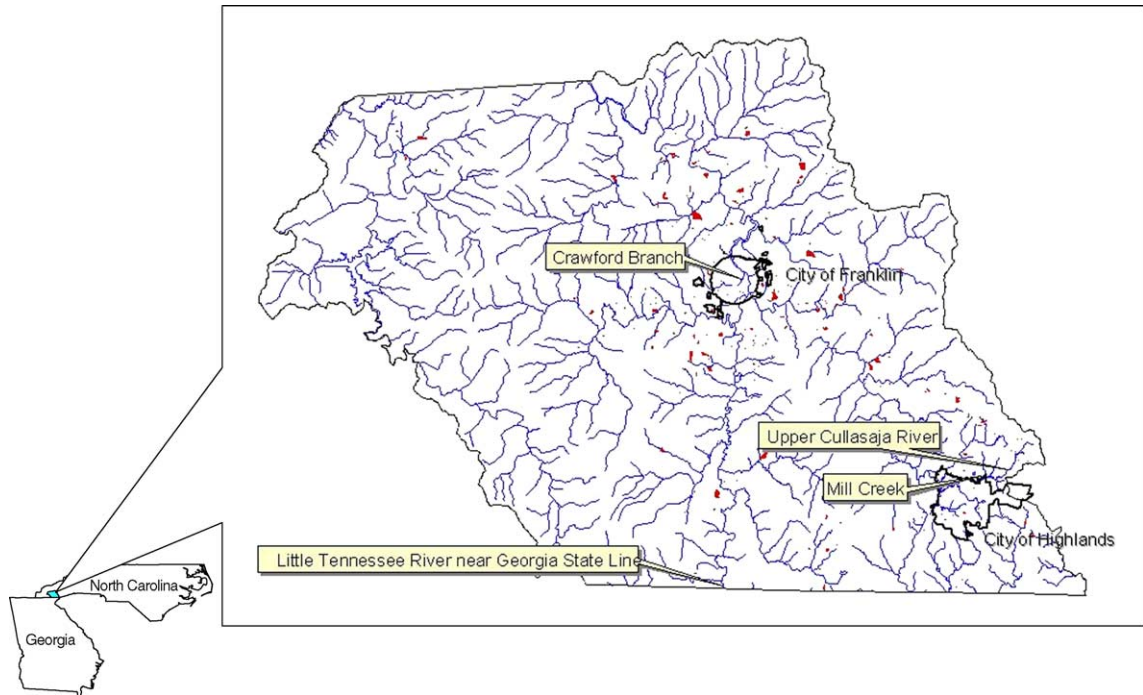 Crawford Branch
City of Franklin
Upper Cullasaja River
Mill Creek
City of Highlands
Little Tennessee River near Georgia State Line
North Carolina
Georgia